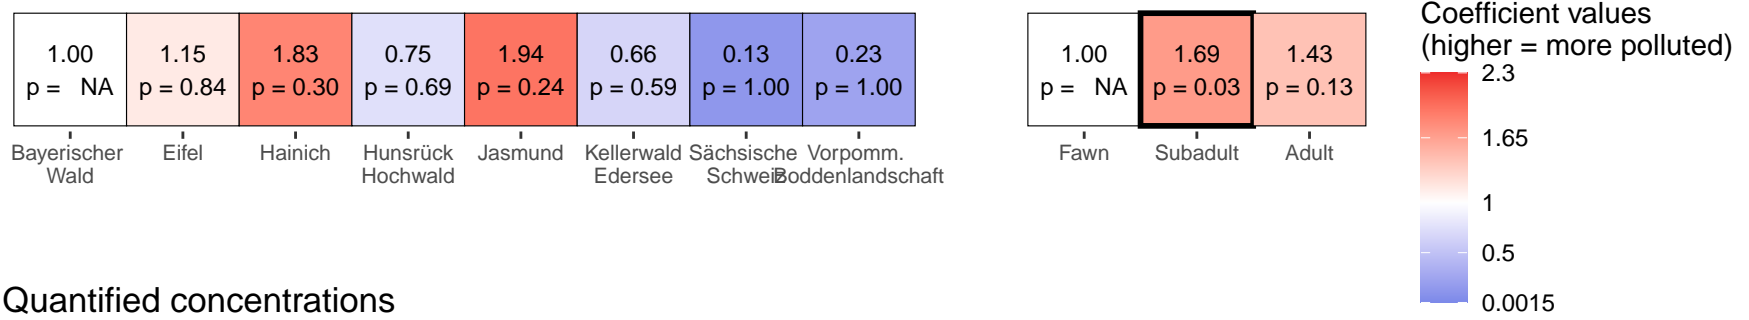 1.00 1.15 1.83 0.75 1.94 0.66 0.13 0.23
p = NA p = 0.84 p = 0.30 p = 0.69 p = 0.24 p = 0.59 p = 1.00 p = 1.00
Bayerischer Eifel Hainich Hunsrück Jasmund Kellerwald Sächsische Vorpomm.
Wald Hochwald Edersee Schweiz Boddenlandschaft
1.00 1.69 1.43
p = NA p = 0.03 p = 0.13
Fawn Subadult Adult
Coefficient values
(higher = more polluted)
2.3
1.65
1
0.5
0.0015
Quantified concentrations